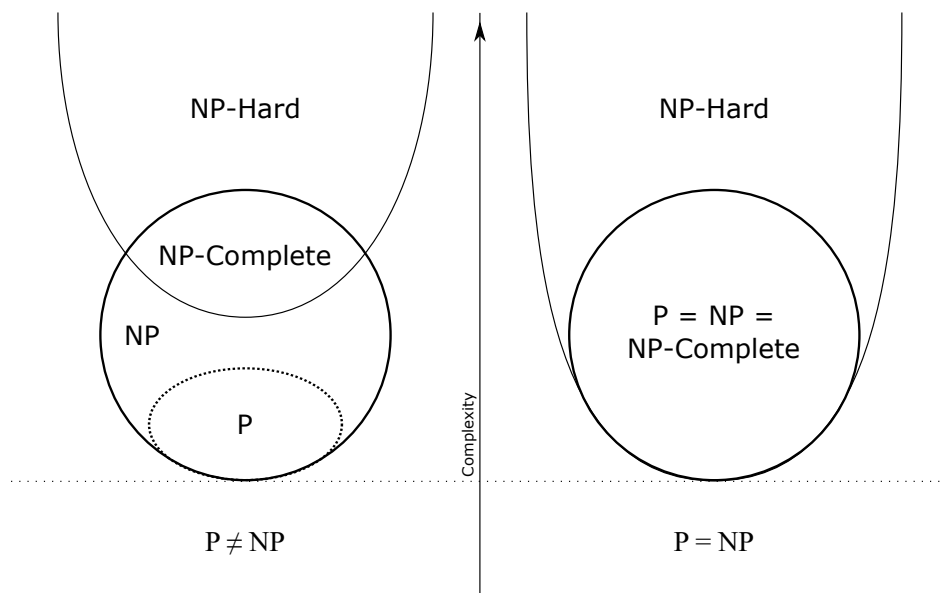 NP-Hard
NP-Complete
NP
P
P ≠ NP
Complexity
NP-Hard
P = NP =
NP-Complete
P = NP